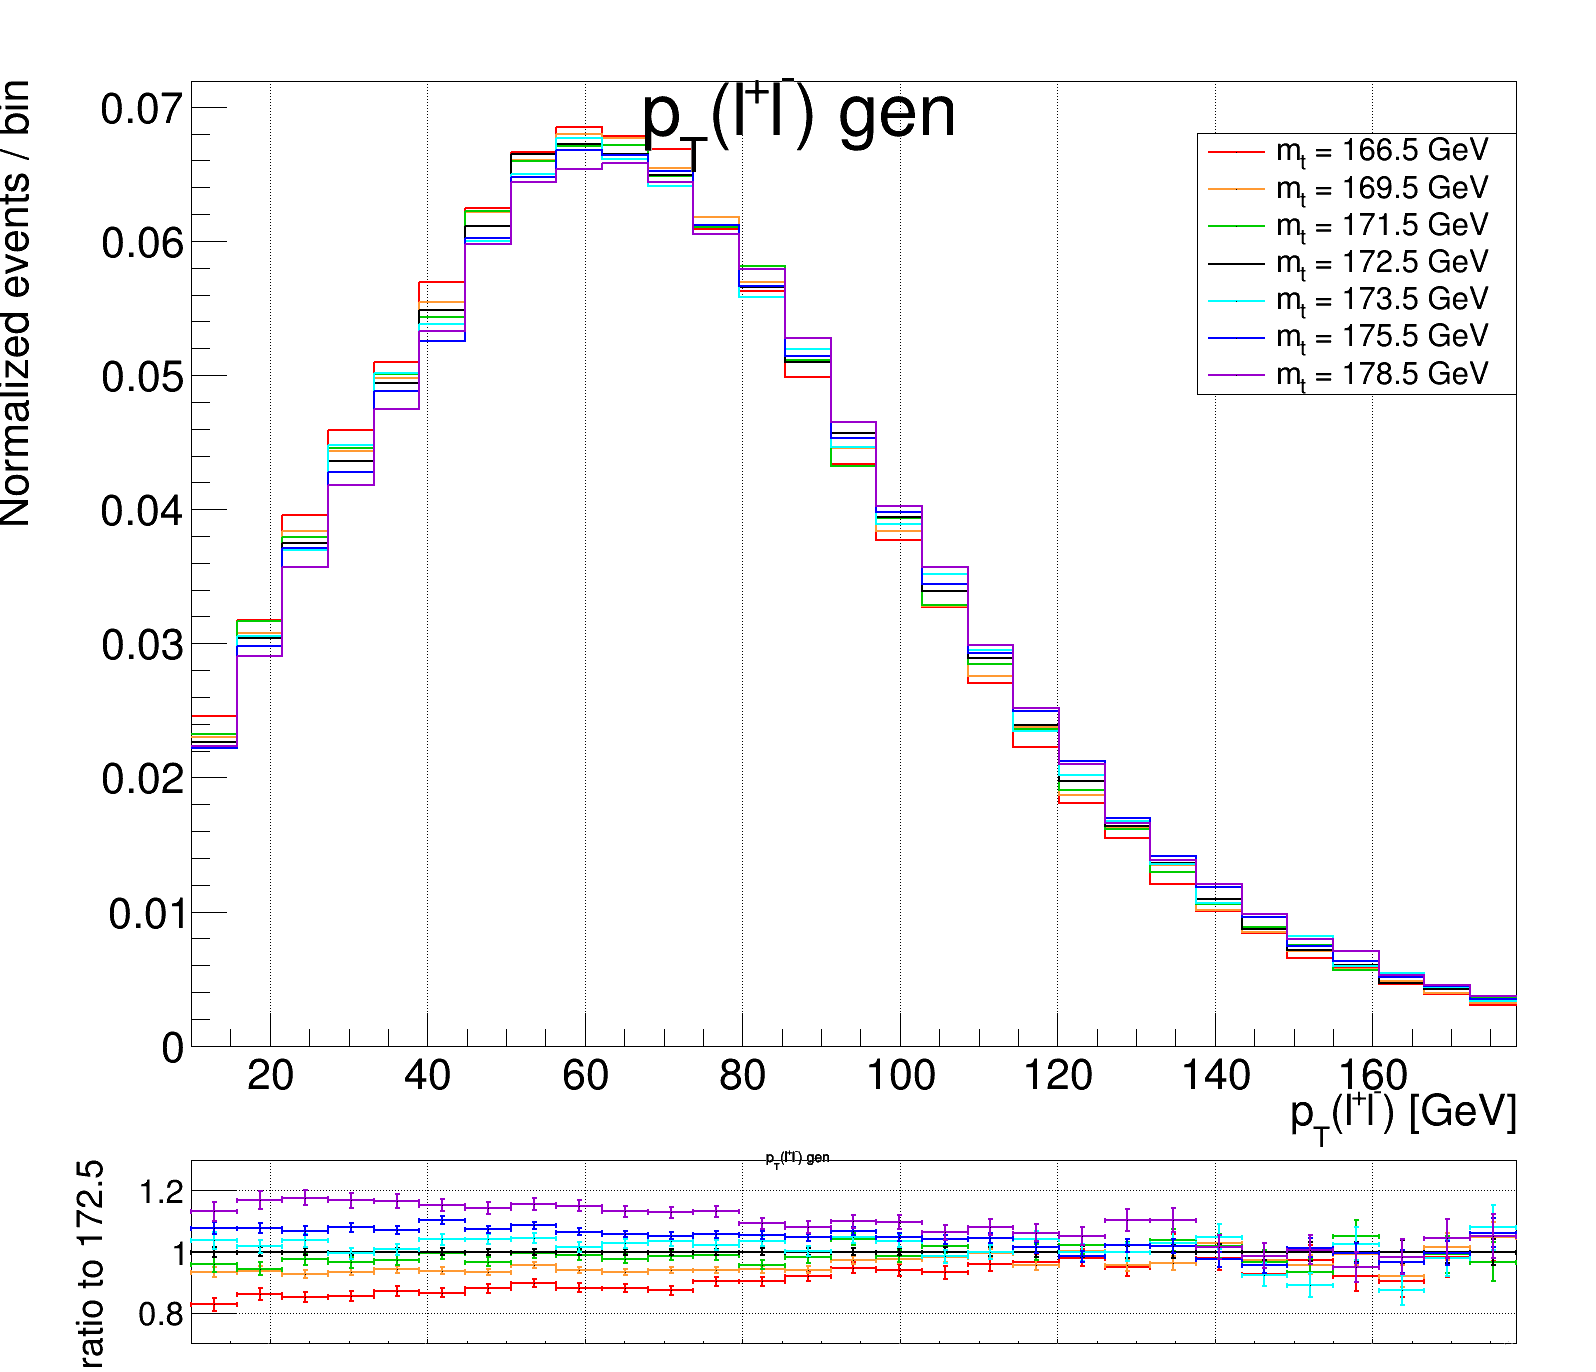 p_T(l⁺l⁻) gen
Normalized events / bin
0.07
0.06
0.05
0.04
0.03
0.02
0.01
0
m_t = 166.5 GeV
m_t = 169.5 GeV
m_t = 171.5 GeV
m_t = 172.5 GeV
m_t = 173.5 GeV
m_t = 175.5 GeV
m_t = 178.5 GeV
20 40 60 80 100 120 140 160
p_T(l⁺l⁻) [GeV]
p_T(l⁺l⁻) gen
ratio to 172.5
1.2
1
0.8